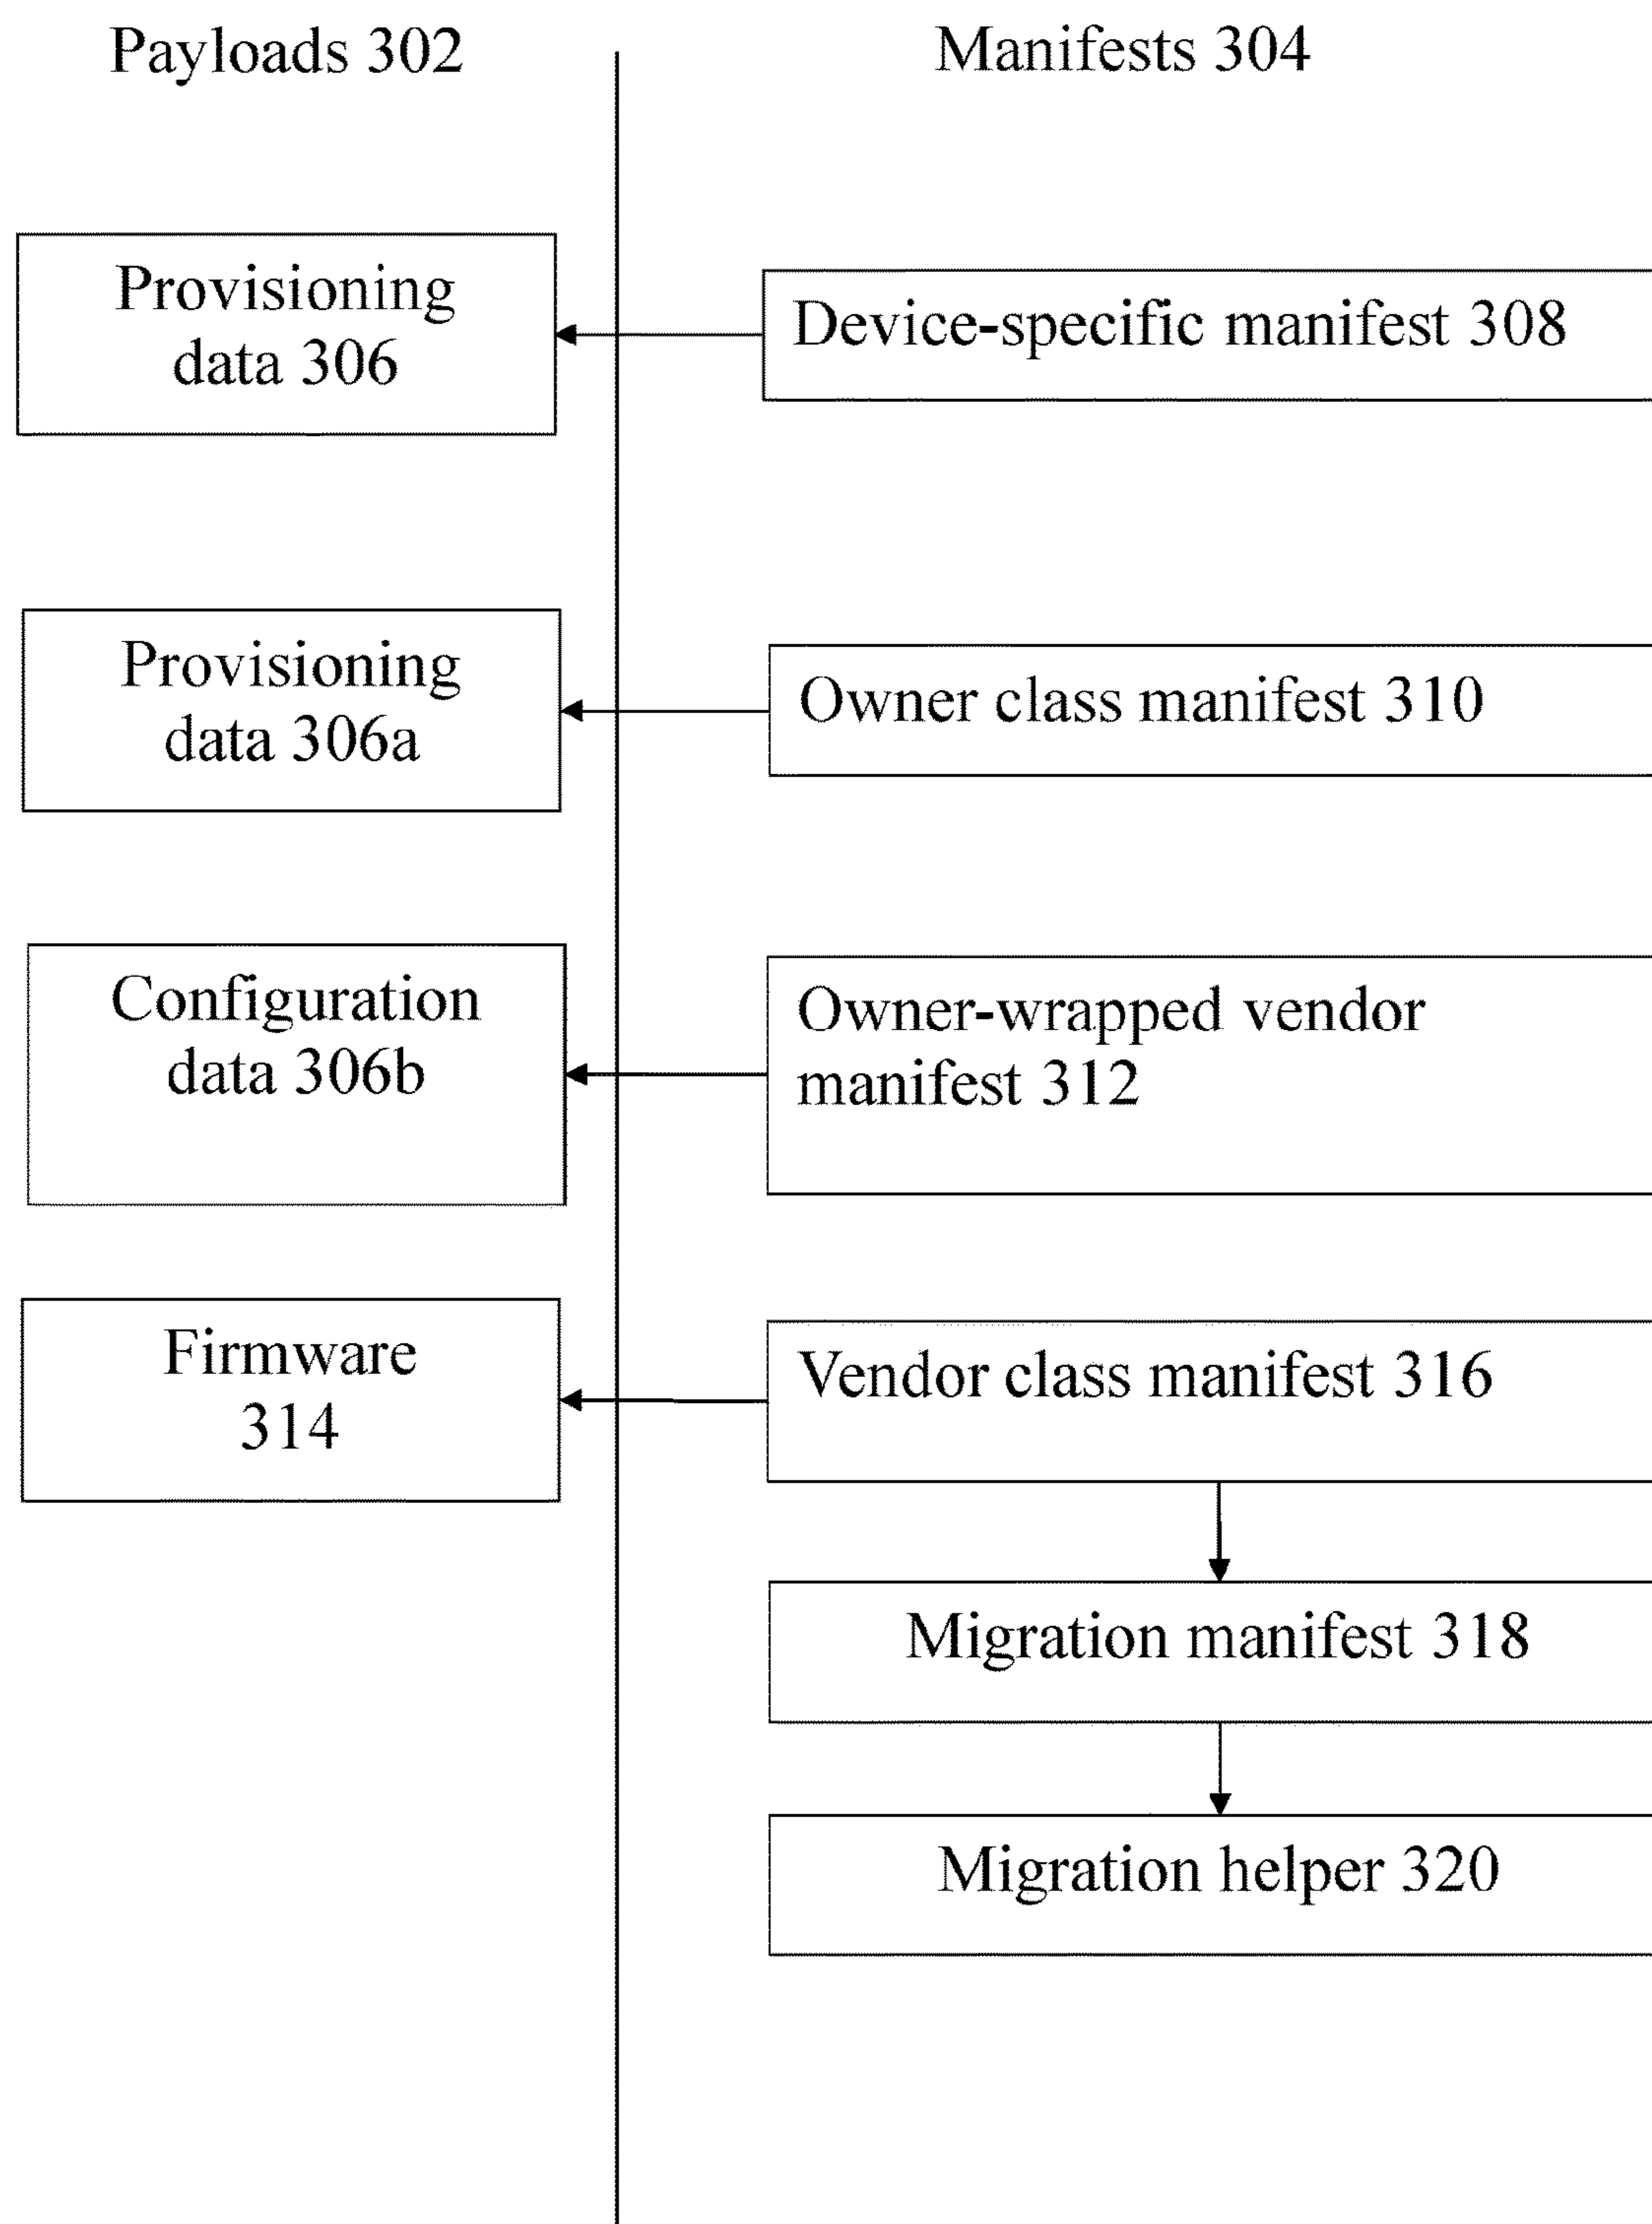 Payloads 302
Manifests 304
Provisioning
data 306
Device-specific manifest 308
Provisioning
data 306a
Owner class manifest 310
Configuration
data 306b
Owner-wrapped vendor
manifest 312
Firmware
314
Vendor class manifest 316
Migration manifest 318
Migration helper 320